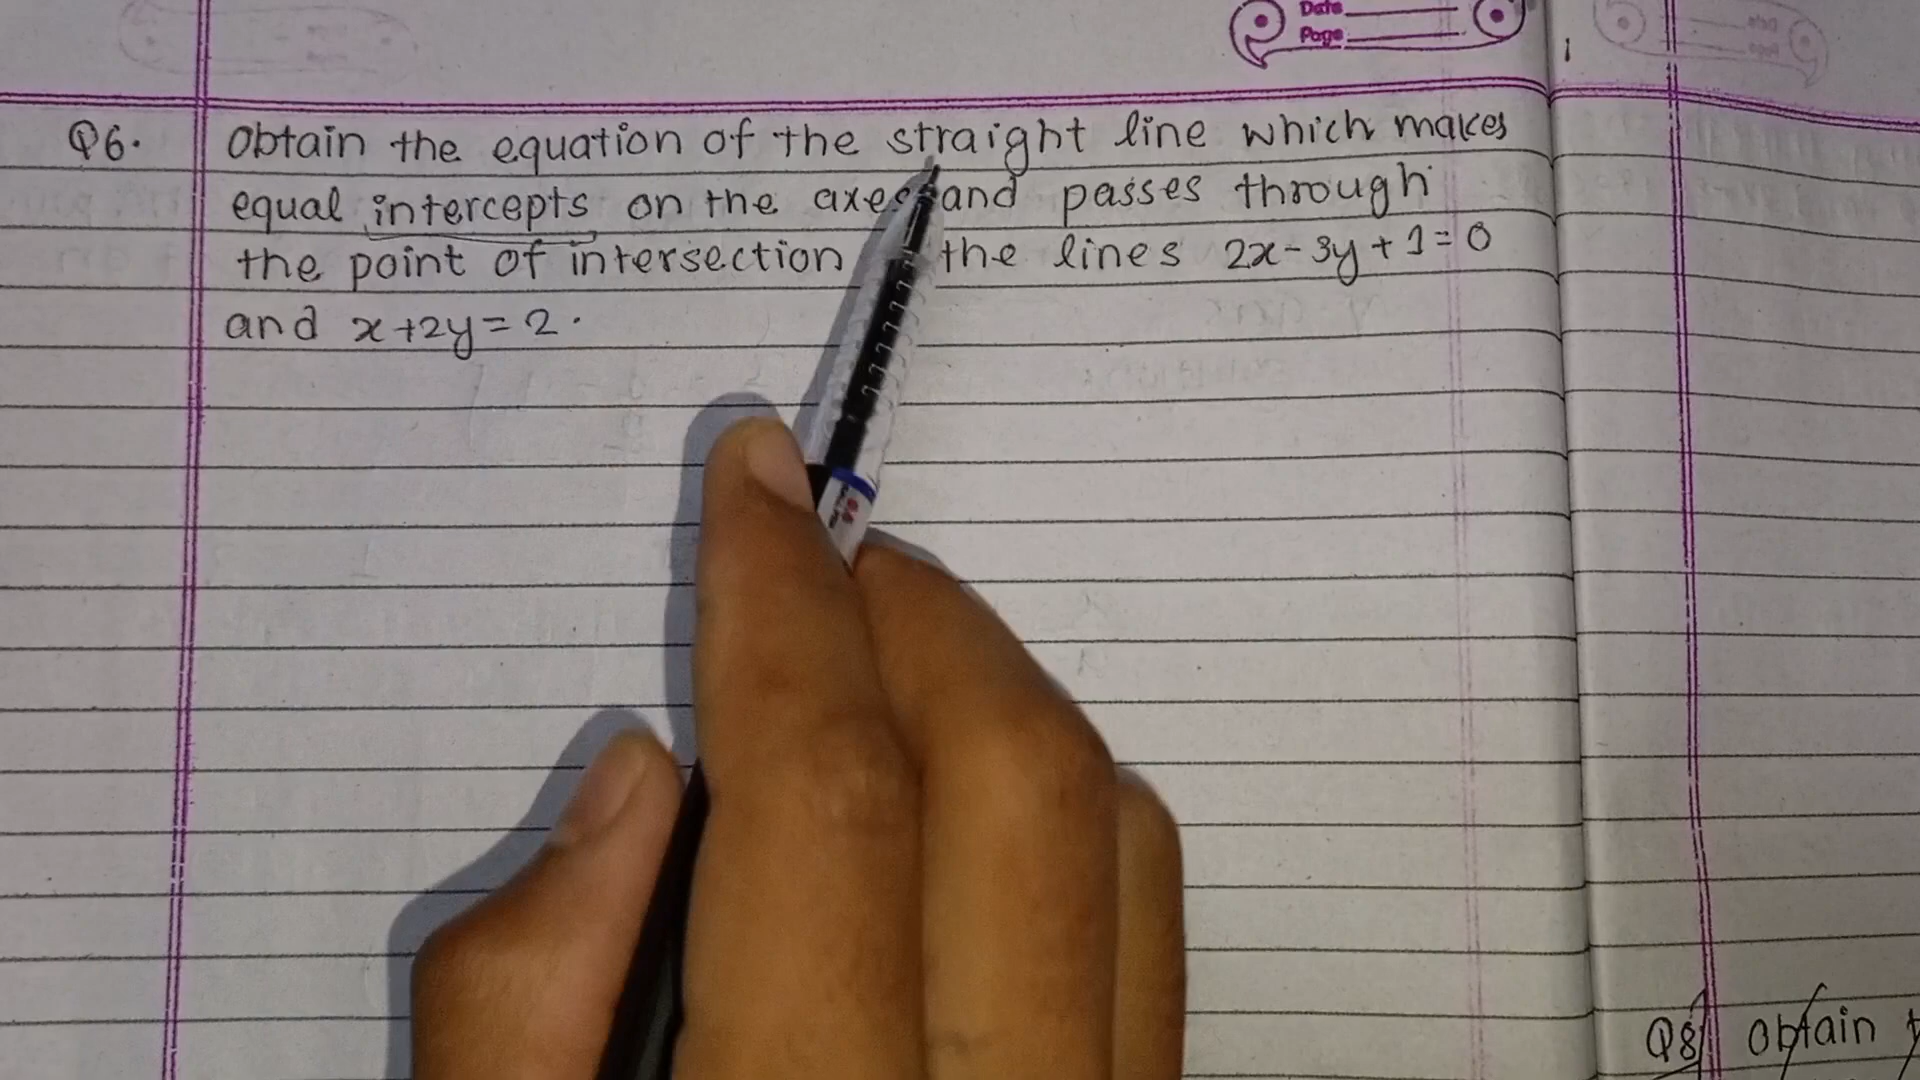 Date
Page
Q6. Obtain the equation of the straight line which makes
equal intercepts on the axes and passes through
the point of intersection the lines 2x-3y+1=0
and x+2y=2.
Q8 Obtain